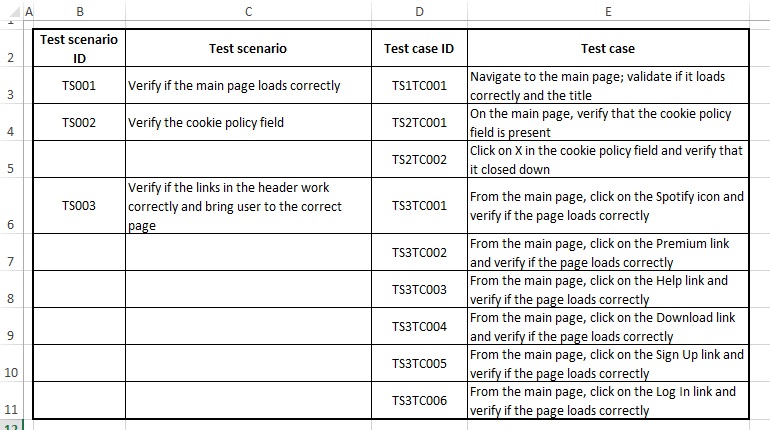 A B C D E
2 Test scenario ID Test scenario Test case ID Test case
3 TS001 Verify if the main page loads correctly TS1TC001 Navigate to the main page; validate if it loads correctly and the title
4 TS002 Verify the cookie policy field TS2TC001 On the main page, verify that the cookie policy field is present
5 TS2TC002 Click on X in the cookie policy field and verify that it closed down
6 TS003 Verify if the links in the header work correctly and bring user to the correct page TS3TC001 From the main page, click on the Spotify icon and verify if the page loads correctly
7 TS3TC002 From the main page, click on the Premium link and verify if the page loads correctly
8 TS3TC003 From the main page, click on the Help link and verify if the page loads correctly
9 TS3TC004 From the main page, click on the Download link and verify if the page loads correctly
10 TS3TC005 From the main page, click on the Sign Up link and verify if the page loads correctly
11 TS3TC006 From the main page, click on the Log In link and verify if the page loads correctly